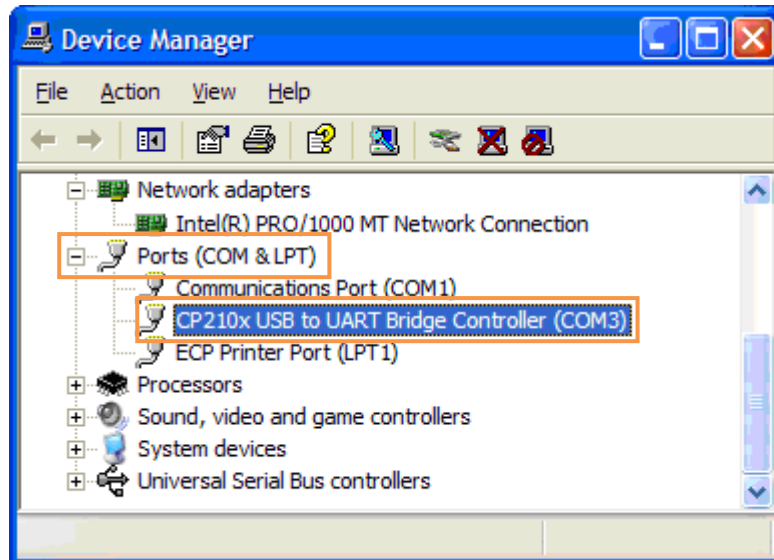 Device Manager
File Action View Help
Network adapters
Intel(R) PRO/1000 MT Network Connection
Ports (COM & LPT)
Communications Port (COM1)
CP210x USB to UART Bridge Controller (COM3)
ECP Printer Port (LPT1)
Processors
Sound, video and game controllers
System devices
Universal Serial Bus controllers